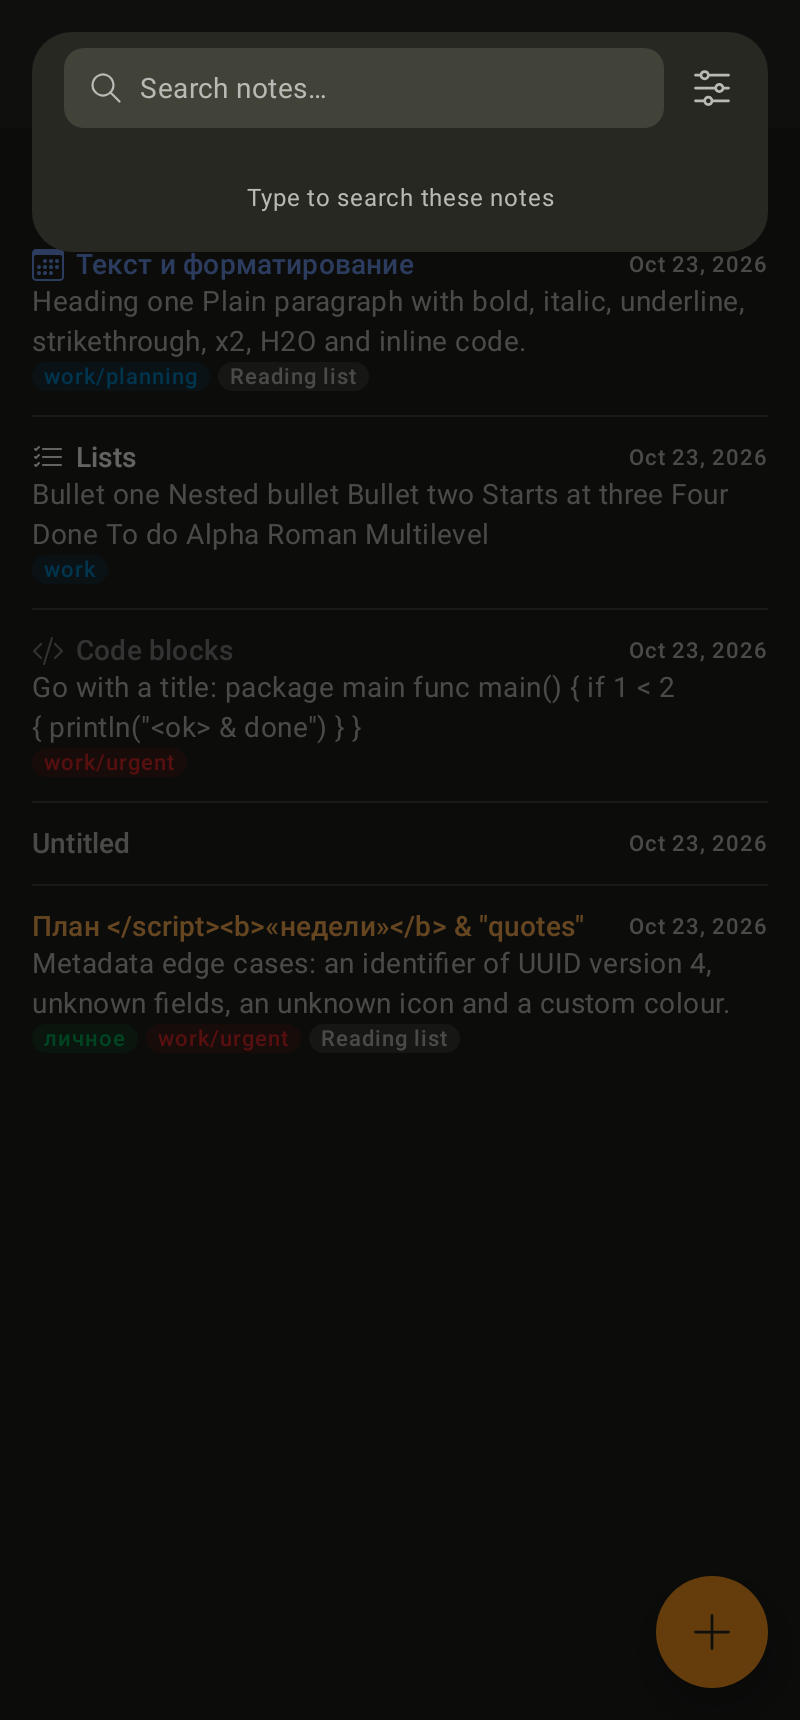 Search notes…
Type to search these notes
Текст и форматирование Oct 23, 2026
Heading one Plain paragraph with bold, italic, underline,
strikethrough, x2, H2O and inline code.
work/planning Reading list
Lists Oct 23, 2026
Bullet one Nested bullet Bullet two Starts at three Four
Done To do Alpha Roman Multilevel
work
Code blocks Oct 23, 2026
Go with a title: package main func main() { if 1 < 2
{ println("<ok> & done") } }
work/urgent
Untitled Oct 23, 2026
План </script><b>«недели»</b> & "quotes" Oct 23, 2026
Metadata edge cases: an identifier of UUID version 4,
unknown fields, an unknown icon and a custom colour.
личное work/urgent Reading list